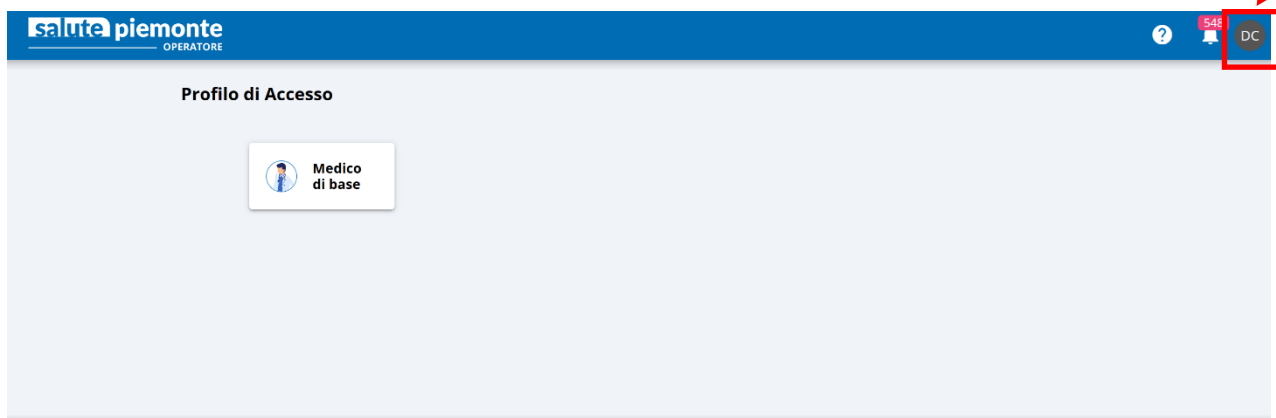 salute piemonte
OPERATORE
548
DC
Profilo di Accesso
Medico
di base